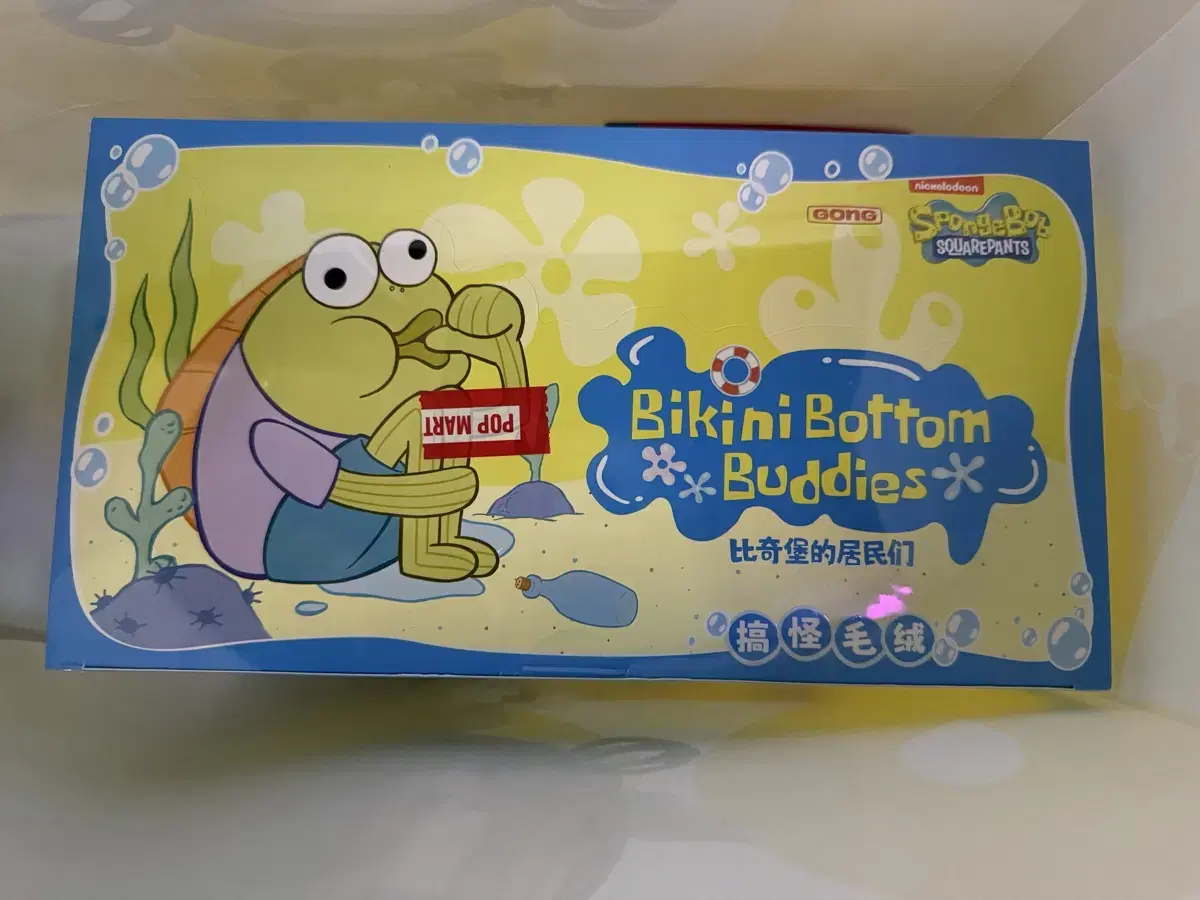 nickelodeon
GONG
SPONGEBOB
SQUAREPANTS
Bikini Bottom
Buddies
比奇堡的居民们
搞怪毛绒
POP MART